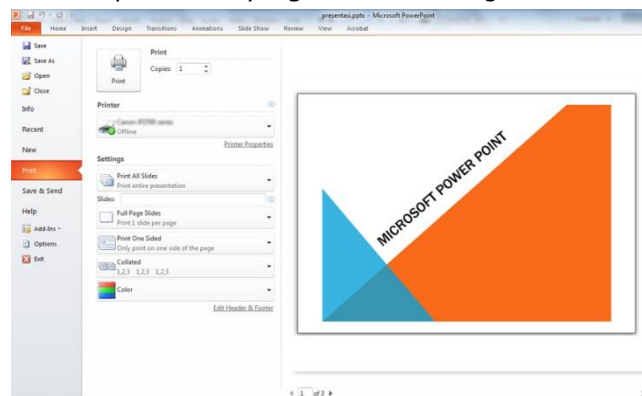 presentasi.pptx - Microsoft PowerPoint
File Home Insert Design Transitions Animations Slide Show Review View Acrobat
Save
Save As
Open
Close
Info
Recent
New
Print
Save & Send
Help
Add-Ins
Options
Exit
Print
Copies: 1
Print
Printer
Canon series
Offline
Printer Properties
Settings
Print All Slides
Print entire presentation
Slides:
Full Page Slides
Print 1 slide per page
Print One Sided
Only print on one side of the page
Collated
1,2,3 1,2,3 1,2,3
Color
Edit Header & Footer
MICROSOFT POWER POINT
1 of 3